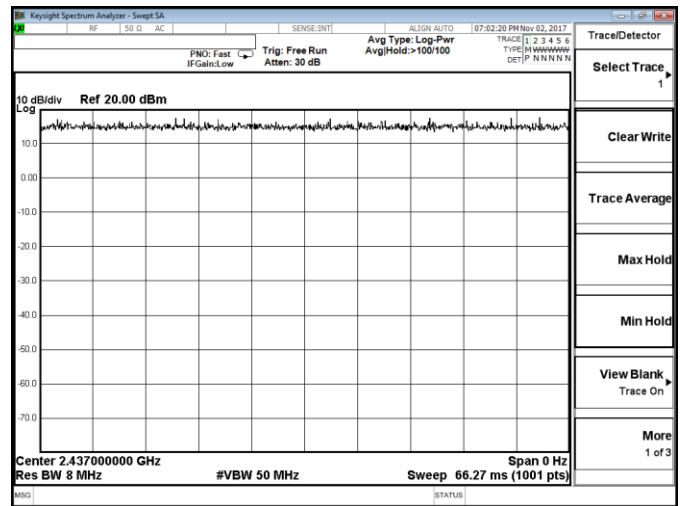 Keysight Spectrum Analyzer - Swept SA
RF 50 Ω AC SENSE:INT ALIGN AUTO 07:02:20 PM Nov 02, 2017
Trace/Detector
Avg Type: Log-Pwr TRACE 1 2 3 4 5 6
PNO: Fast Trig: Free Run Avg|Hold:>100/100 TYPE M WWWWW
IFGain:Low Atten: 30 dB DET P NNNNN
Select Trace
1
10 dB/div Ref 20.00 dBm
Log
10.0
0.00
-10.0
-20.0
-30.0
-40.0
-50.0
-60.0
-70.0
Clear Write
Trace Average
Max Hold
Min Hold
View Blank
Trace On
More
1 of 3
Center 2.437000000 GHz Span 0 Hz
Res BW 8 MHz #VBW 50 MHz Sweep 66.27 ms (1001 pts)
MSG STATUS